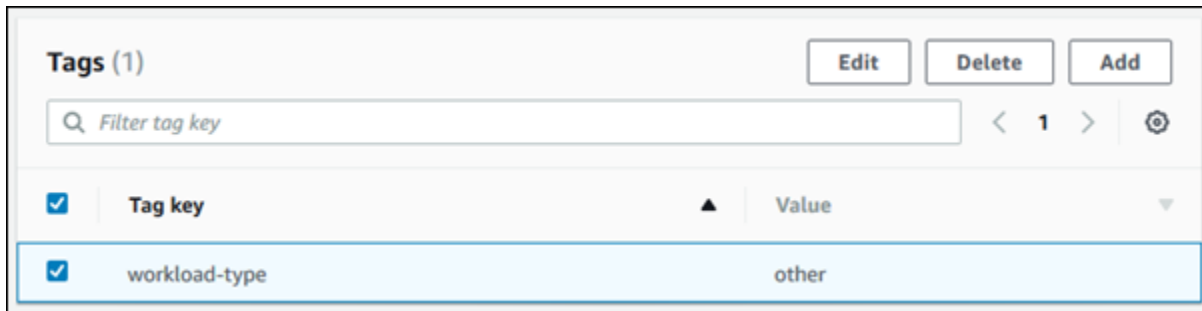 Tags (1) Edit Delete Add
Filter tag key 1
Tag key Value
workload-type other